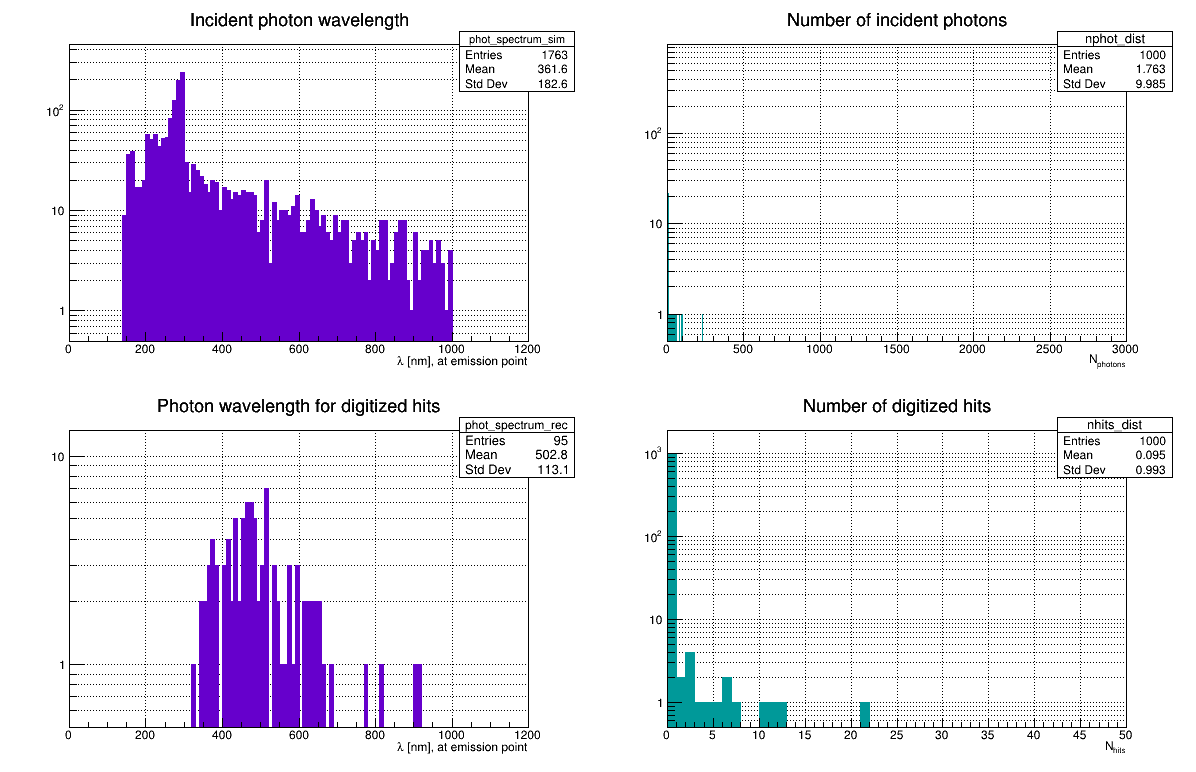 Incident photon wavelength
phot_spectrum_sim
Entries 1763
Mean 361.6
Std Dev 182.6
10²
10
1
0 200 400 600 800 1000 1200
λ [nm], at emission point
Number of incident photons
nphot_dist
Entries 1000
Mean 1.763
Std Dev 9.985
10²
10
1
0 500 1000 1500 2000 2500 3000
N_photons
Photon wavelength for digitized hits
phot_spectrum_rec
Entries 95
Mean 502.8
Std Dev 113.1
10
1
0 200 400 600 800 1000 1200
λ [nm], at emission point
Number of digitized hits
nhits_dist
Entries 1000
Mean 0.095
Std Dev 0.993
10³
10²
10
1
0 5 10 15 20 25 30 35 40 45 50
N_hits